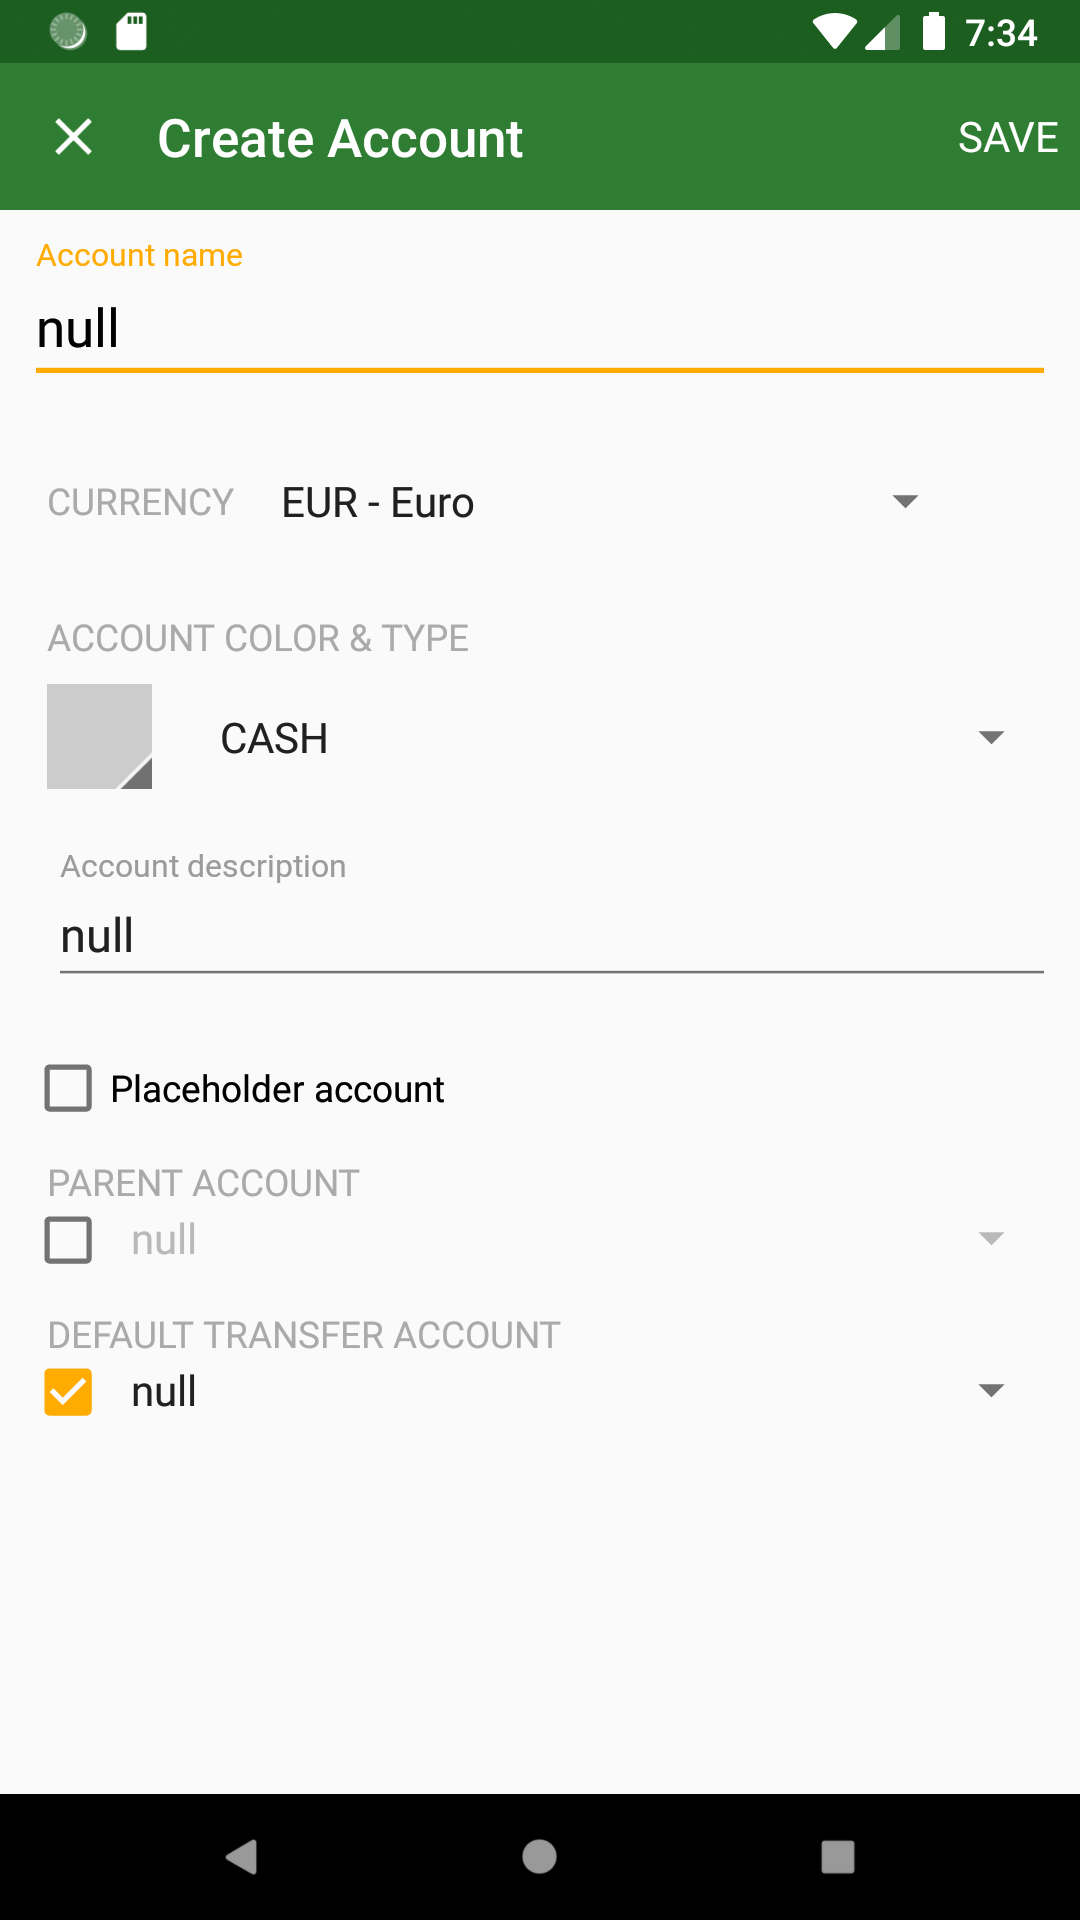 7:34
Create Account
SAVE
Account name
null
CURRENCY EUR - Euro
ACCOUNT COLOR & TYPE
CASH
Account description
null
Placeholder account
PARENT ACCOUNT
null
DEFAULT TRANSFER ACCOUNT
null